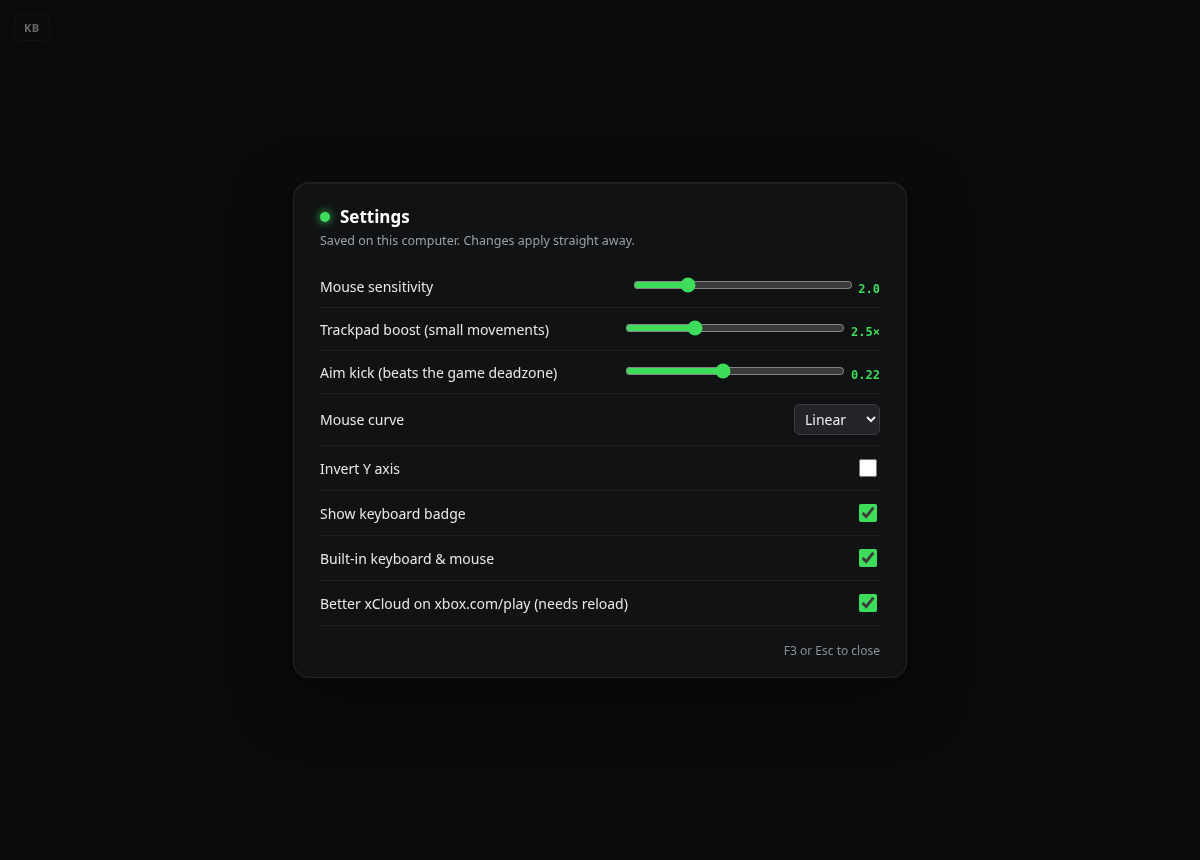 KB
Settings
Saved on this computer. Changes apply straight away.
Mouse sensitivity 2.0
Trackpad boost (small movements) 2.5×
Aim kick (beats the game deadzone) 0.22
Mouse curve Linear
Invert Y axis
Show keyboard badge
Built-in keyboard & mouse
Better xCloud on xbox.com/play (needs reload)
F3 or Esc to close